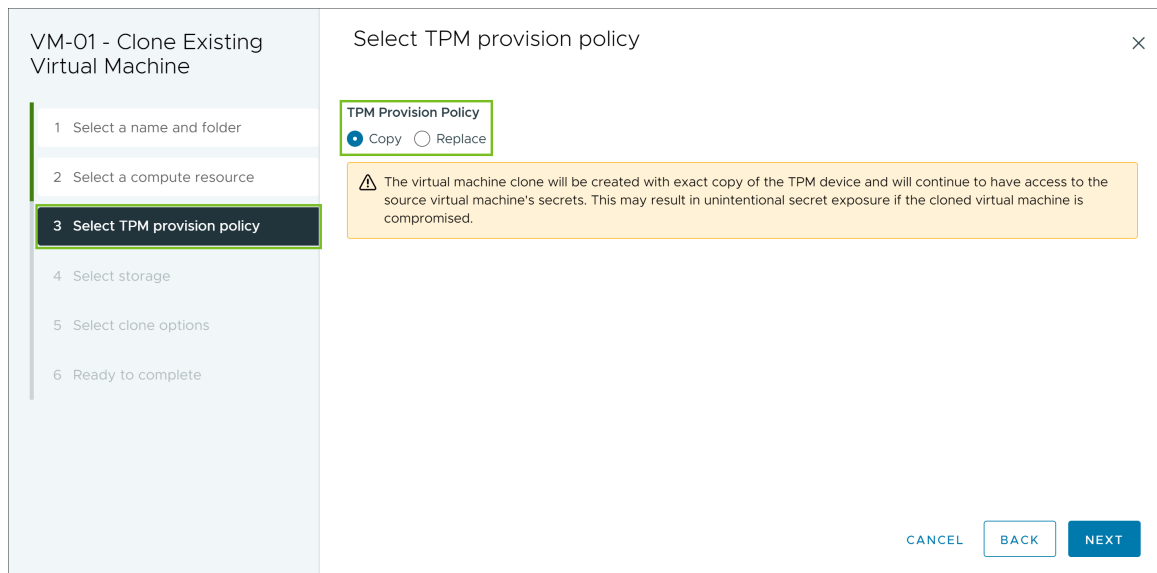 VM-01 - Clone Existing
Virtual Machine
1 Select a name and folder
2 Select a compute resource
3 Select TPM provision policy
4 Select storage
5 Select clone options
6 Ready to complete
Select TPM provision policy
TPM Provision Policy
Copy Replace
The virtual machine clone will be created with exact copy of the TPM device and will continue to have access to the
source virtual machine's secrets. This may result in unintentional secret exposure if the cloned virtual machine is
compromised.
CANCEL BACK NEXT